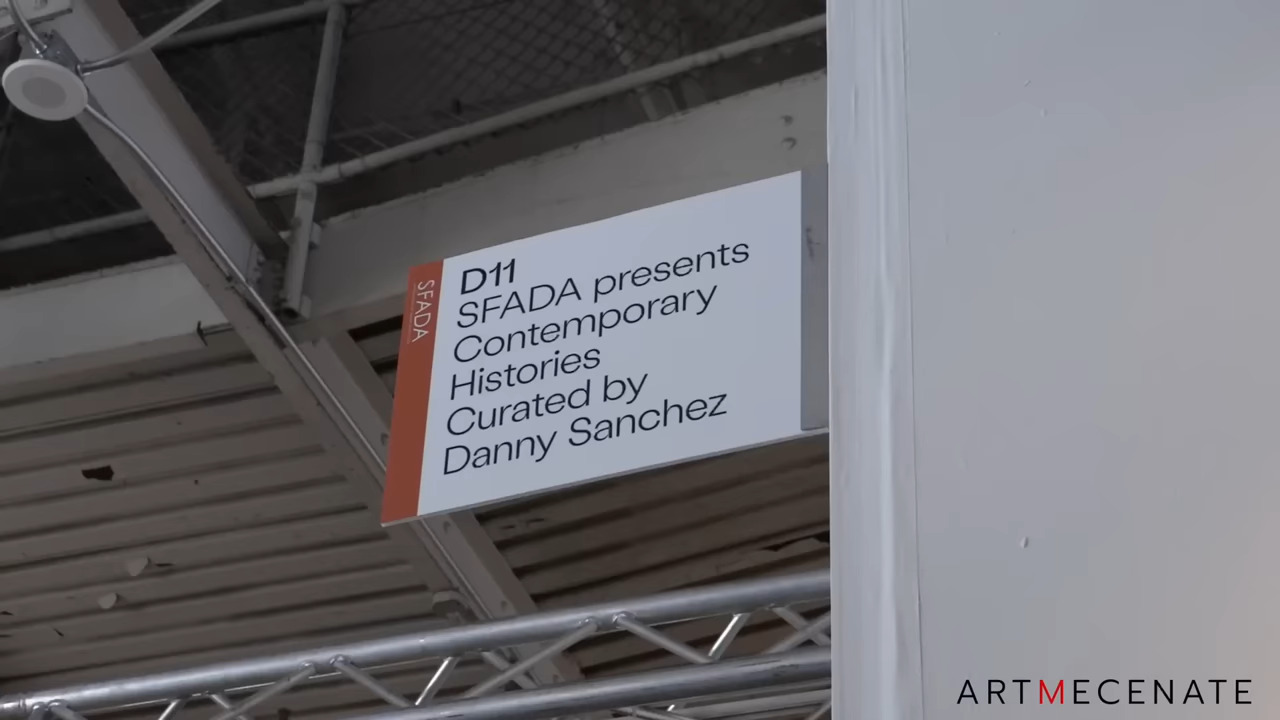 SFADA
D11
SFADA presents
Contemporary
Histories
Curated by
Danny Sanchez
ARTMECENATE